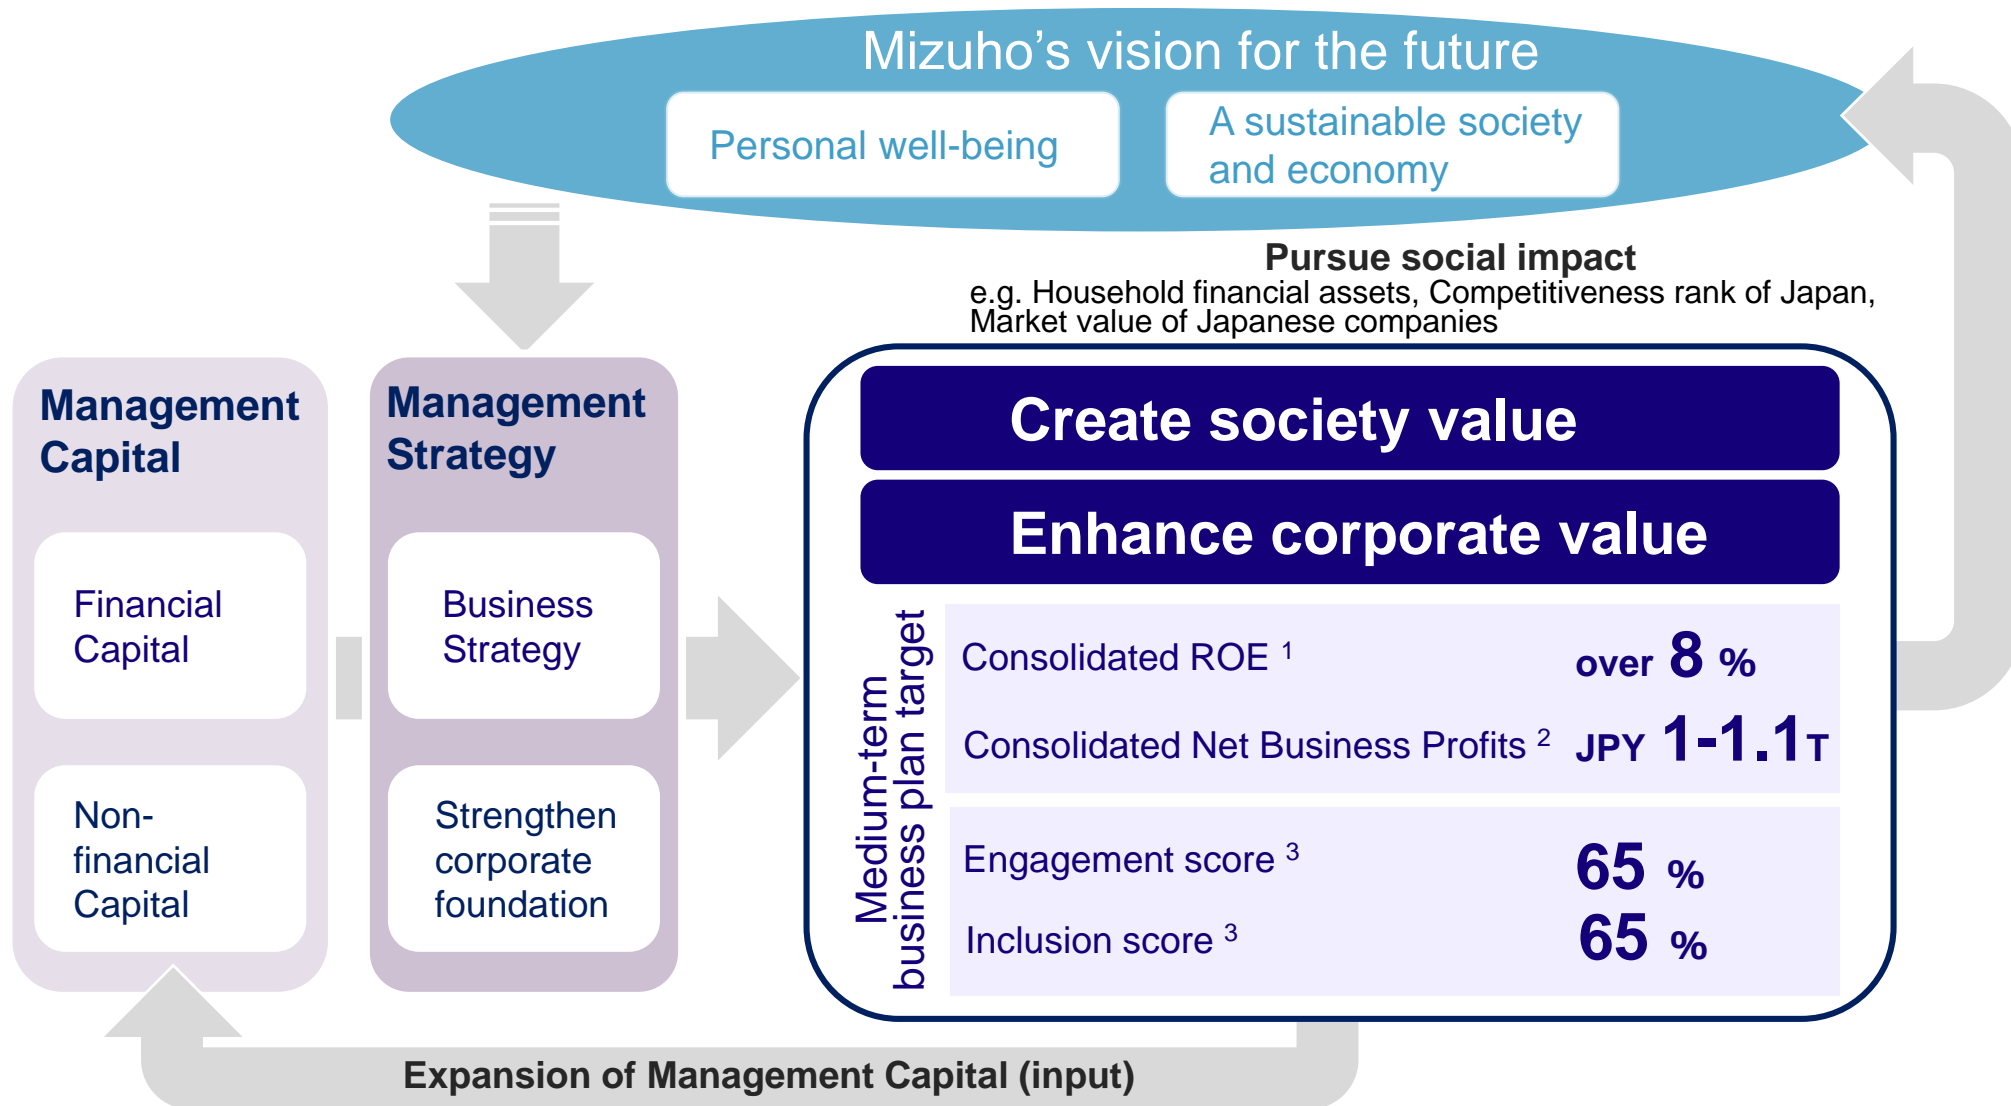 Mizuho’s vision for the future
Personal well-being
A sustainable society
and economy
Pursue social impact
e.g. Household financial assets, Competitiveness rank of Japan,
Market value of Japanese companies
Management
Capital
Financial
Capital
Non-
financial
Capital
Management
Strategy
Business
Strategy
Strengthen
corporate
foundation
Create society value
Enhance corporate value
Medium-term
business plan target
Consolidated ROE 1 over 8 %
Consolidated Net Business Profits 2 JPY 1-1.1T
Engagement score 3 65 %
Inclusion score 3 65 %
Expansion of Management Capital (input)